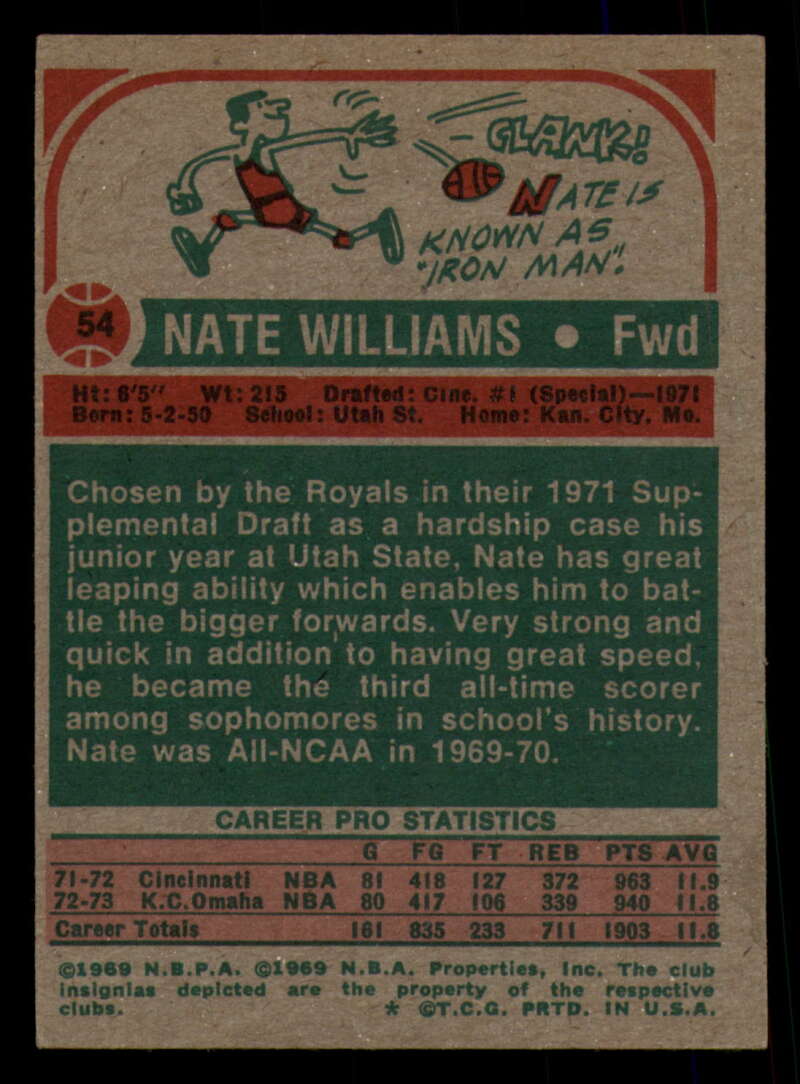 CLANK!
NATE IS
KNOWN AS
"IRON MAN".
54
NATE WILLIAMS • Fwd
Ht: 6'5" Wt: 215 Drafted: Cinc. #1 (Special)—1971
Born: 5-2-50 School: Utah St. Home: Kan. City, Mo.
Chosen by the Royals in their 1971 Sup-
plemental Draft as a hardship case his
junior year at Utah State, Nate has great
leaping ability which enables him to bat-
tle the bigger forwards. Very strong and
quick in addition to having great speed,
he became the third all-time scorer
among sophomores in school's history.
Nate was All-NCAA in 1969-70.
CAREER PRO STATISTICS
G FG FT REB PTS AVG
71-72 Cincinnati NBA 81 418 127 372 963 11.9
72-73 K.C.Omaha NBA 80 417 106 339 940 11.8
Career Totals 161 835 233 711 1903 11.8
©1969 N.B.P.A. ©1969 N.B.A. Properties, Inc. The club
insignias depicted are the property of the respective
clubs. * ©T.C.G. PRTD. IN U.S.A.